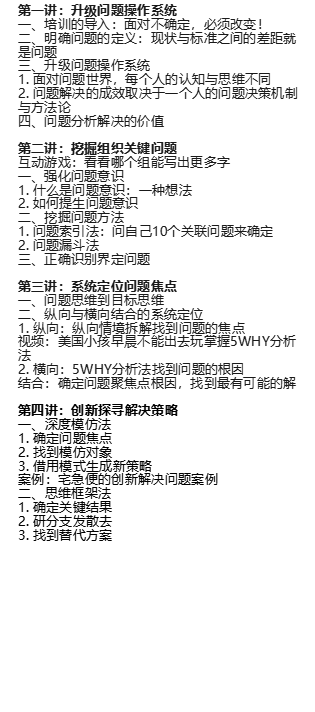 第一讲：升级问题操作系统
一、培训的导入：面对不确定，必须改变！
二、明确问题的定义：现状与标准之间的差距就
是问题
三、升级问题操作系统
1. 面对问题世界，每个人的认知与思维不同
2. 问题解决的成效取决于一个人的问题决策机制
与方法论
四、问题分析解决的价值
第二讲：挖掘组织关键问题
互动游戏：看看哪个组能写出更多字
一、强化问题意识
1. 什么是问题意识：一种想法
2. 如何提生问题意识
二、挖掘问题方法
1. 问题索引法：问自己10个关联问题来确定
2. 问题漏斗法
三、正确识别界定问题
第三讲：系统定位问题焦点
一、问题思维到目标思维
二、纵向与横向结合的系统定位
1. 纵向：纵向情境拆解找到问题的焦点
视频：美国小孩早晨不能出去玩掌握5WHY分析
法
2. 横向：5WHY分析法找到问题的根因
结合：确定问题聚焦点根因，找到最有可能的解
第四讲：创新探寻解决策略
一、深度模仿法
1. 确定问题焦点
2. 找到模仿对象
3. 借用模式生成新策略
案例：宅急便的创新解决问题案例
二、思维框架法
1. 确定关键结果
2. 研分支发散去
3. 找到替代方案